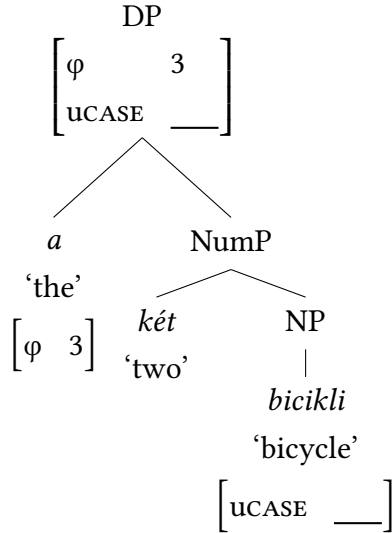 DP
[φ 3
uCASE ___]
a NumP
‘the’
[φ 3] két NP
‘two’
bicikli
‘bicycle’
[uCASE ___]